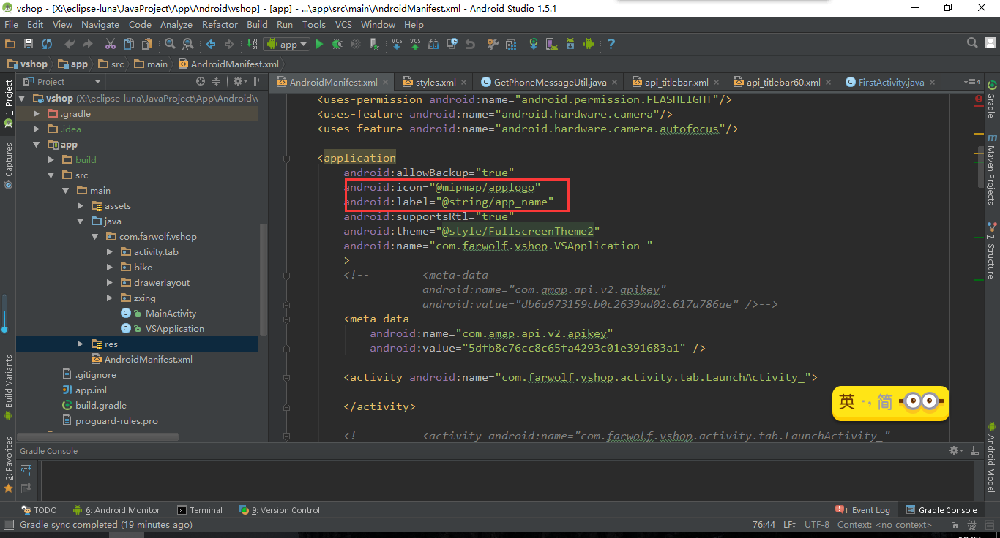 vshop - [X:\eclipse-luna\JavaProject\App\Android\vshop] - [app] - ...\app\src\main\AndroidManifest.xml - Android Studio 1.5.1
File Edit View Navigate Code Analyze Refactor Build Run Tools VCS Window Help
app VCS VCS ?
vshop app src main AndroidManifest.xml
Project
AndroidManifest.xml styles.xml GetPhoneMessageUtil.java api_titlebar.xml api_titlebar60.xml FirstActivity.java
1: Project
Captures
Build Variants
2: Favorites
vshop (X:\eclipse-luna\JavaProject\App\Android\
.gradle
.idea
app
build
src
main
assets
java
com.farwolf.vshop
activity.tab
bike
drawerlayout
zxing
MainActivity
VSApplication
res
AndroidManifest.xml
.gitignore
app.iml
build.gradle
proguard-rules.pro
<uses-permission android:name="android.permission.FLASHLIGHT"/>
<uses-feature android:name="android.hardware.camera"/>
<uses-feature android:name="android.hardware.camera.autofocus"/>
<application
android:allowBackup="true"
android:icon="@mipmap/applogo"
android:label="@string/app_name"
android:supportsRtl="true"
android:theme="@style/FullscreenTheme2"
android:name="com.farwolf.vshop.VSApplication_"
>
<!-- <meta-data
android:name="com.amap.api.v2.apikey"
android:value="db6a973159cb0c2639ad02c617a786ae" />-->
<meta-data
android:name="com.amap.api.v2.apikey"
android:value="5dfb8c76cc8c65fa4293c01e391683a1" />
<activity android:name="com.farwolf.vshop.activity.tab.LaunchActivity_">
</activity>
<!-- <activity android:name="com.farwolf.vshop.activity.tab.LaunchActivity_"
英 ·, 简
Gradle
Maven Projects
7: Structure
Android Model
Gradle Console
TODO 6: Android Monitor Terminal 9: Version Control 1 Event Log Gradle Console
Gradle sync completed (19 minutes ago) 76:44 LF UTF-8 Context: <no context>